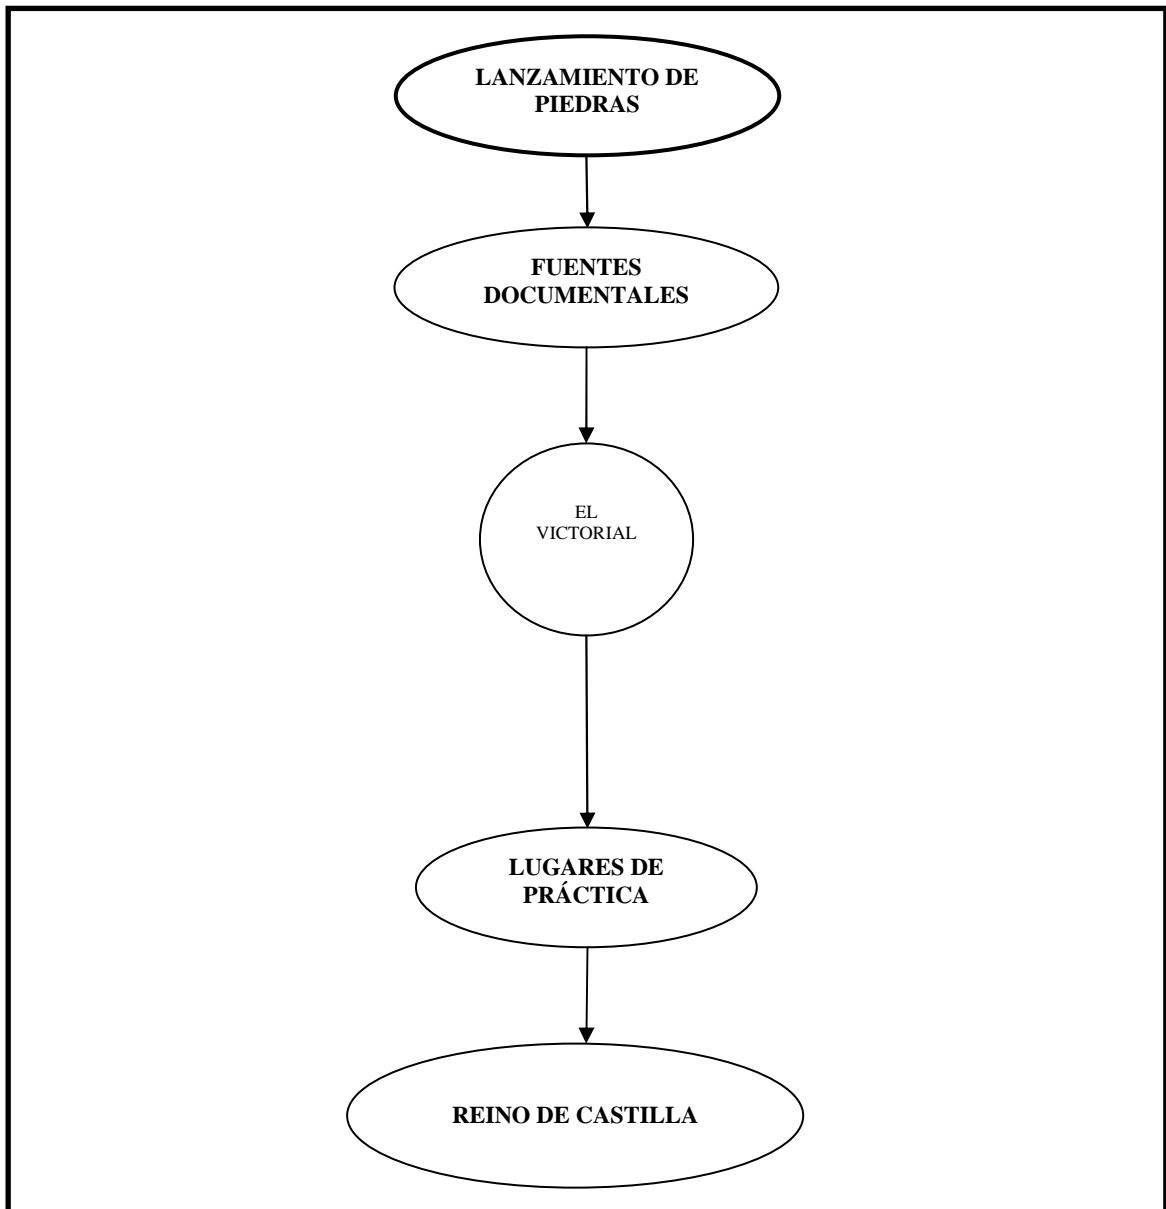 LANZAMIENTO DE
PIEDRAS
FUENTES
DOCUMENTALES
EL
VICTORIAL
LUGARES DE
PRÁCTICA
REINO DE CASTILLA